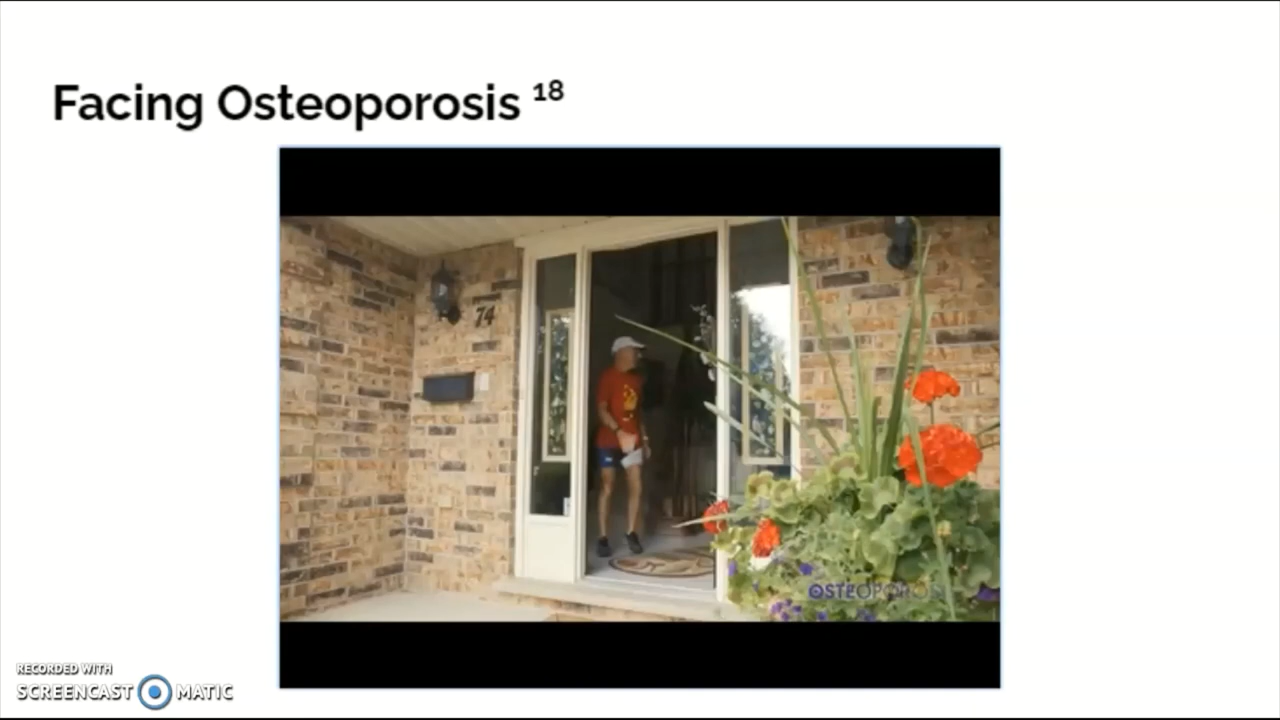 Facing Osteoporosis 18
74
OSTEOPOROSIS
RECORDED WITH
SCREENCAST MATIC